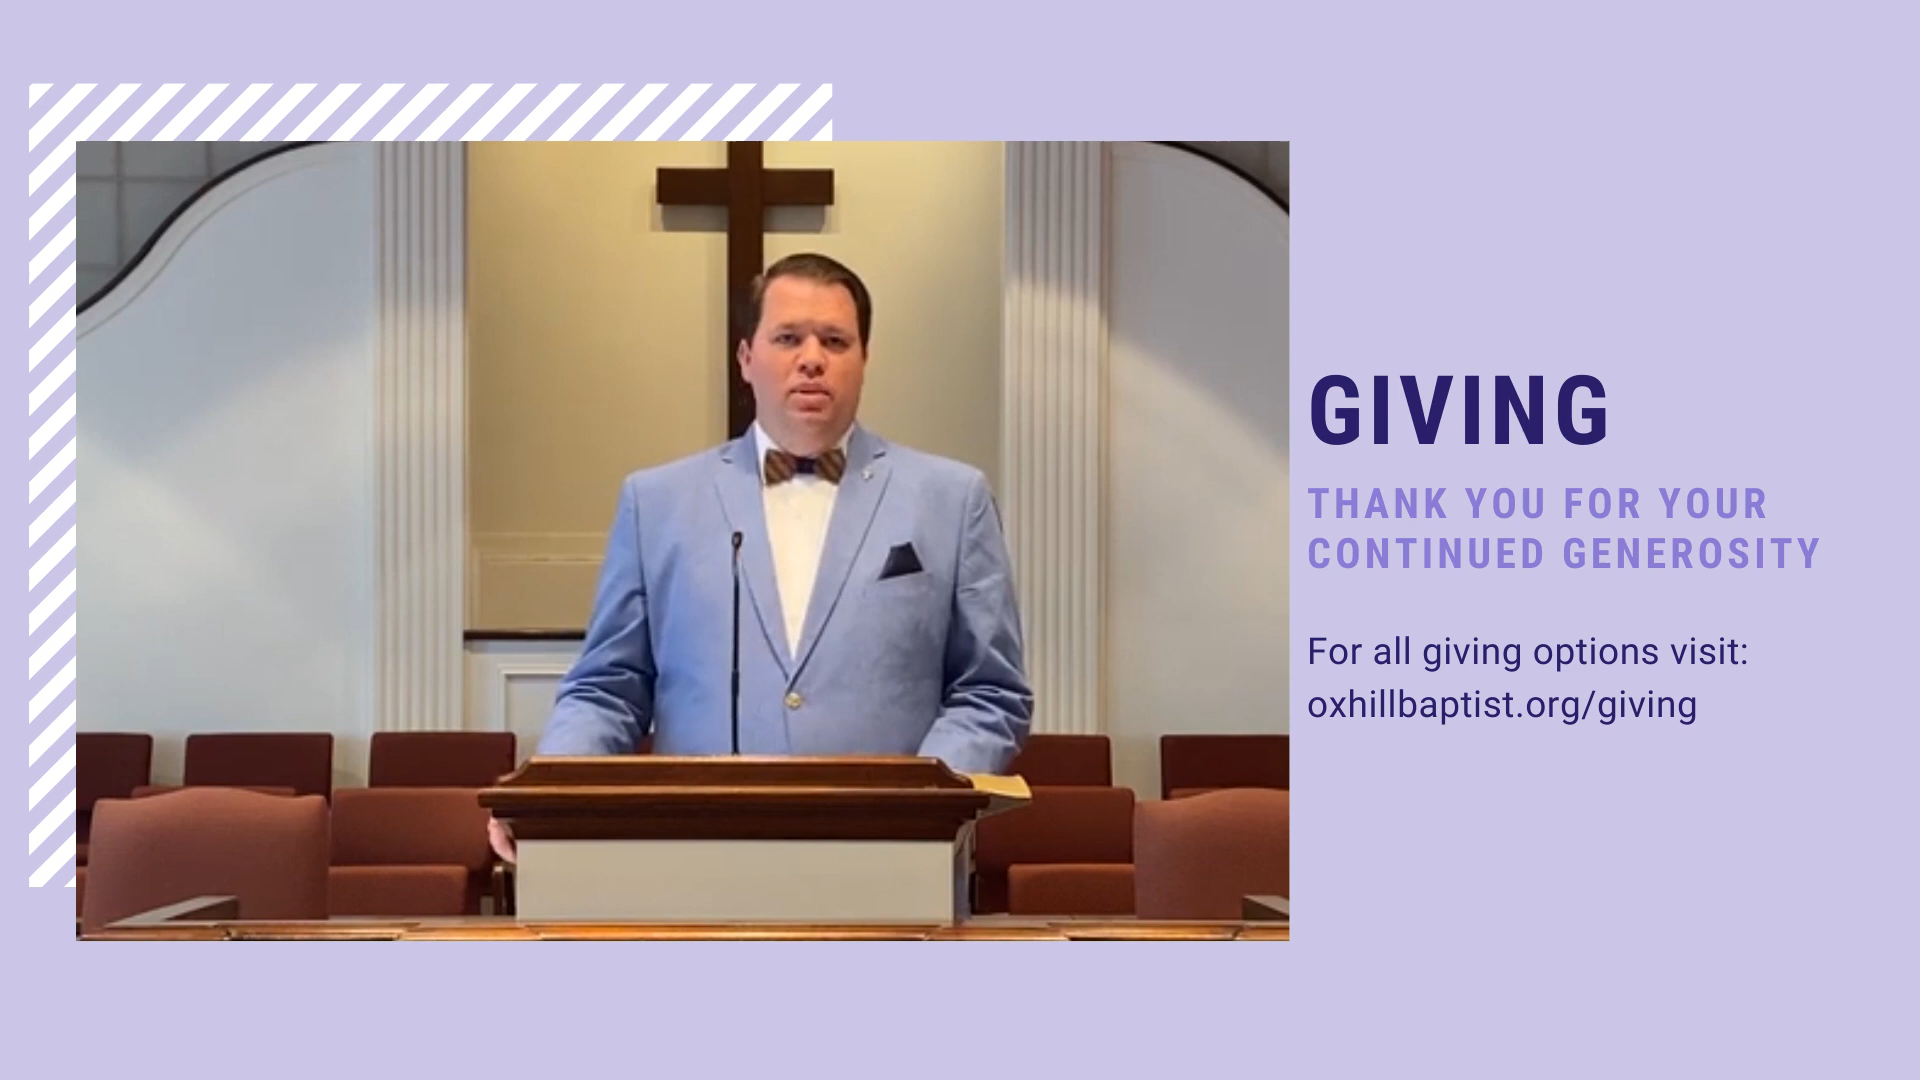 GIVING
THANK YOU FOR YOUR
CONTINUED GENEROSITY
For all giving options visit:
oxhillbaptist.org/giving